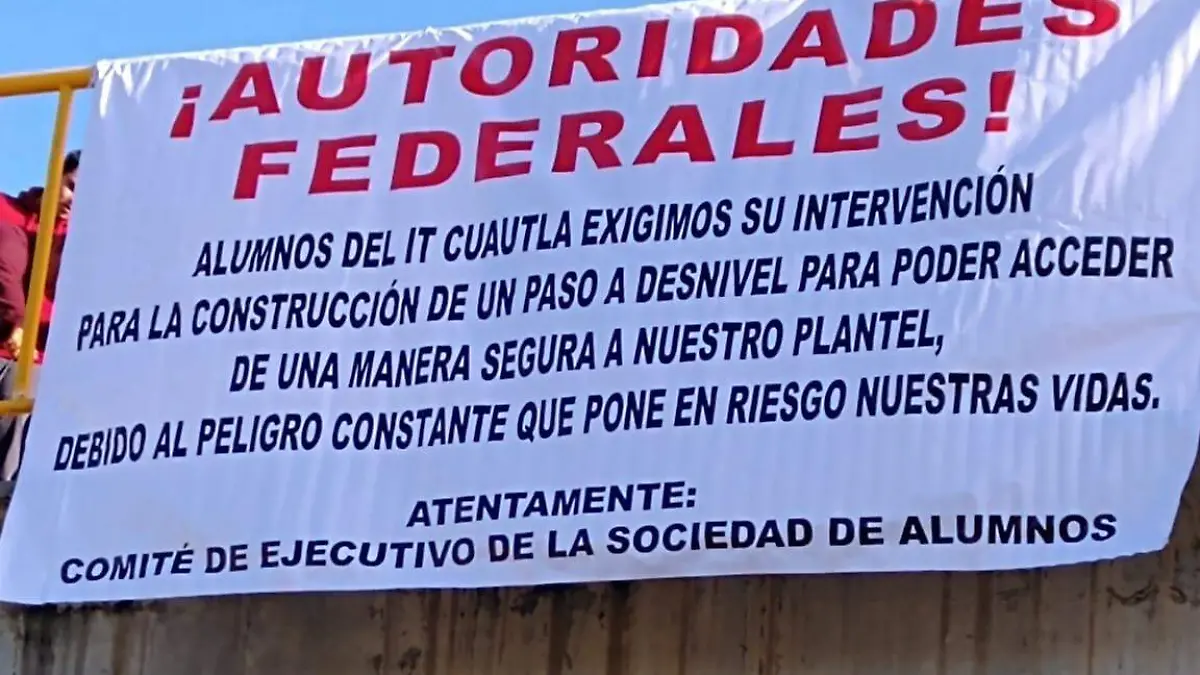 ¡AUTORIDADES
FEDERALES!
ALUMNOS DEL IT CUAUTLA EXIGIMOS SU INTERVENCIÓN
PARA LA CONSTRUCCIÓN DE UN PASO A DESNIVEL PARA PODER ACCEDER
DE UNA MANERA SEGURA A NUESTRO PLANTEL,
DEBIDO AL PELIGRO CONSTANTE QUE PONE EN RIESGO NUESTRAS VIDAS.
ATENTAMENTE:
COMITÉ DE EJECUTIVO DE LA SOCIEDAD DE ALUMNOS